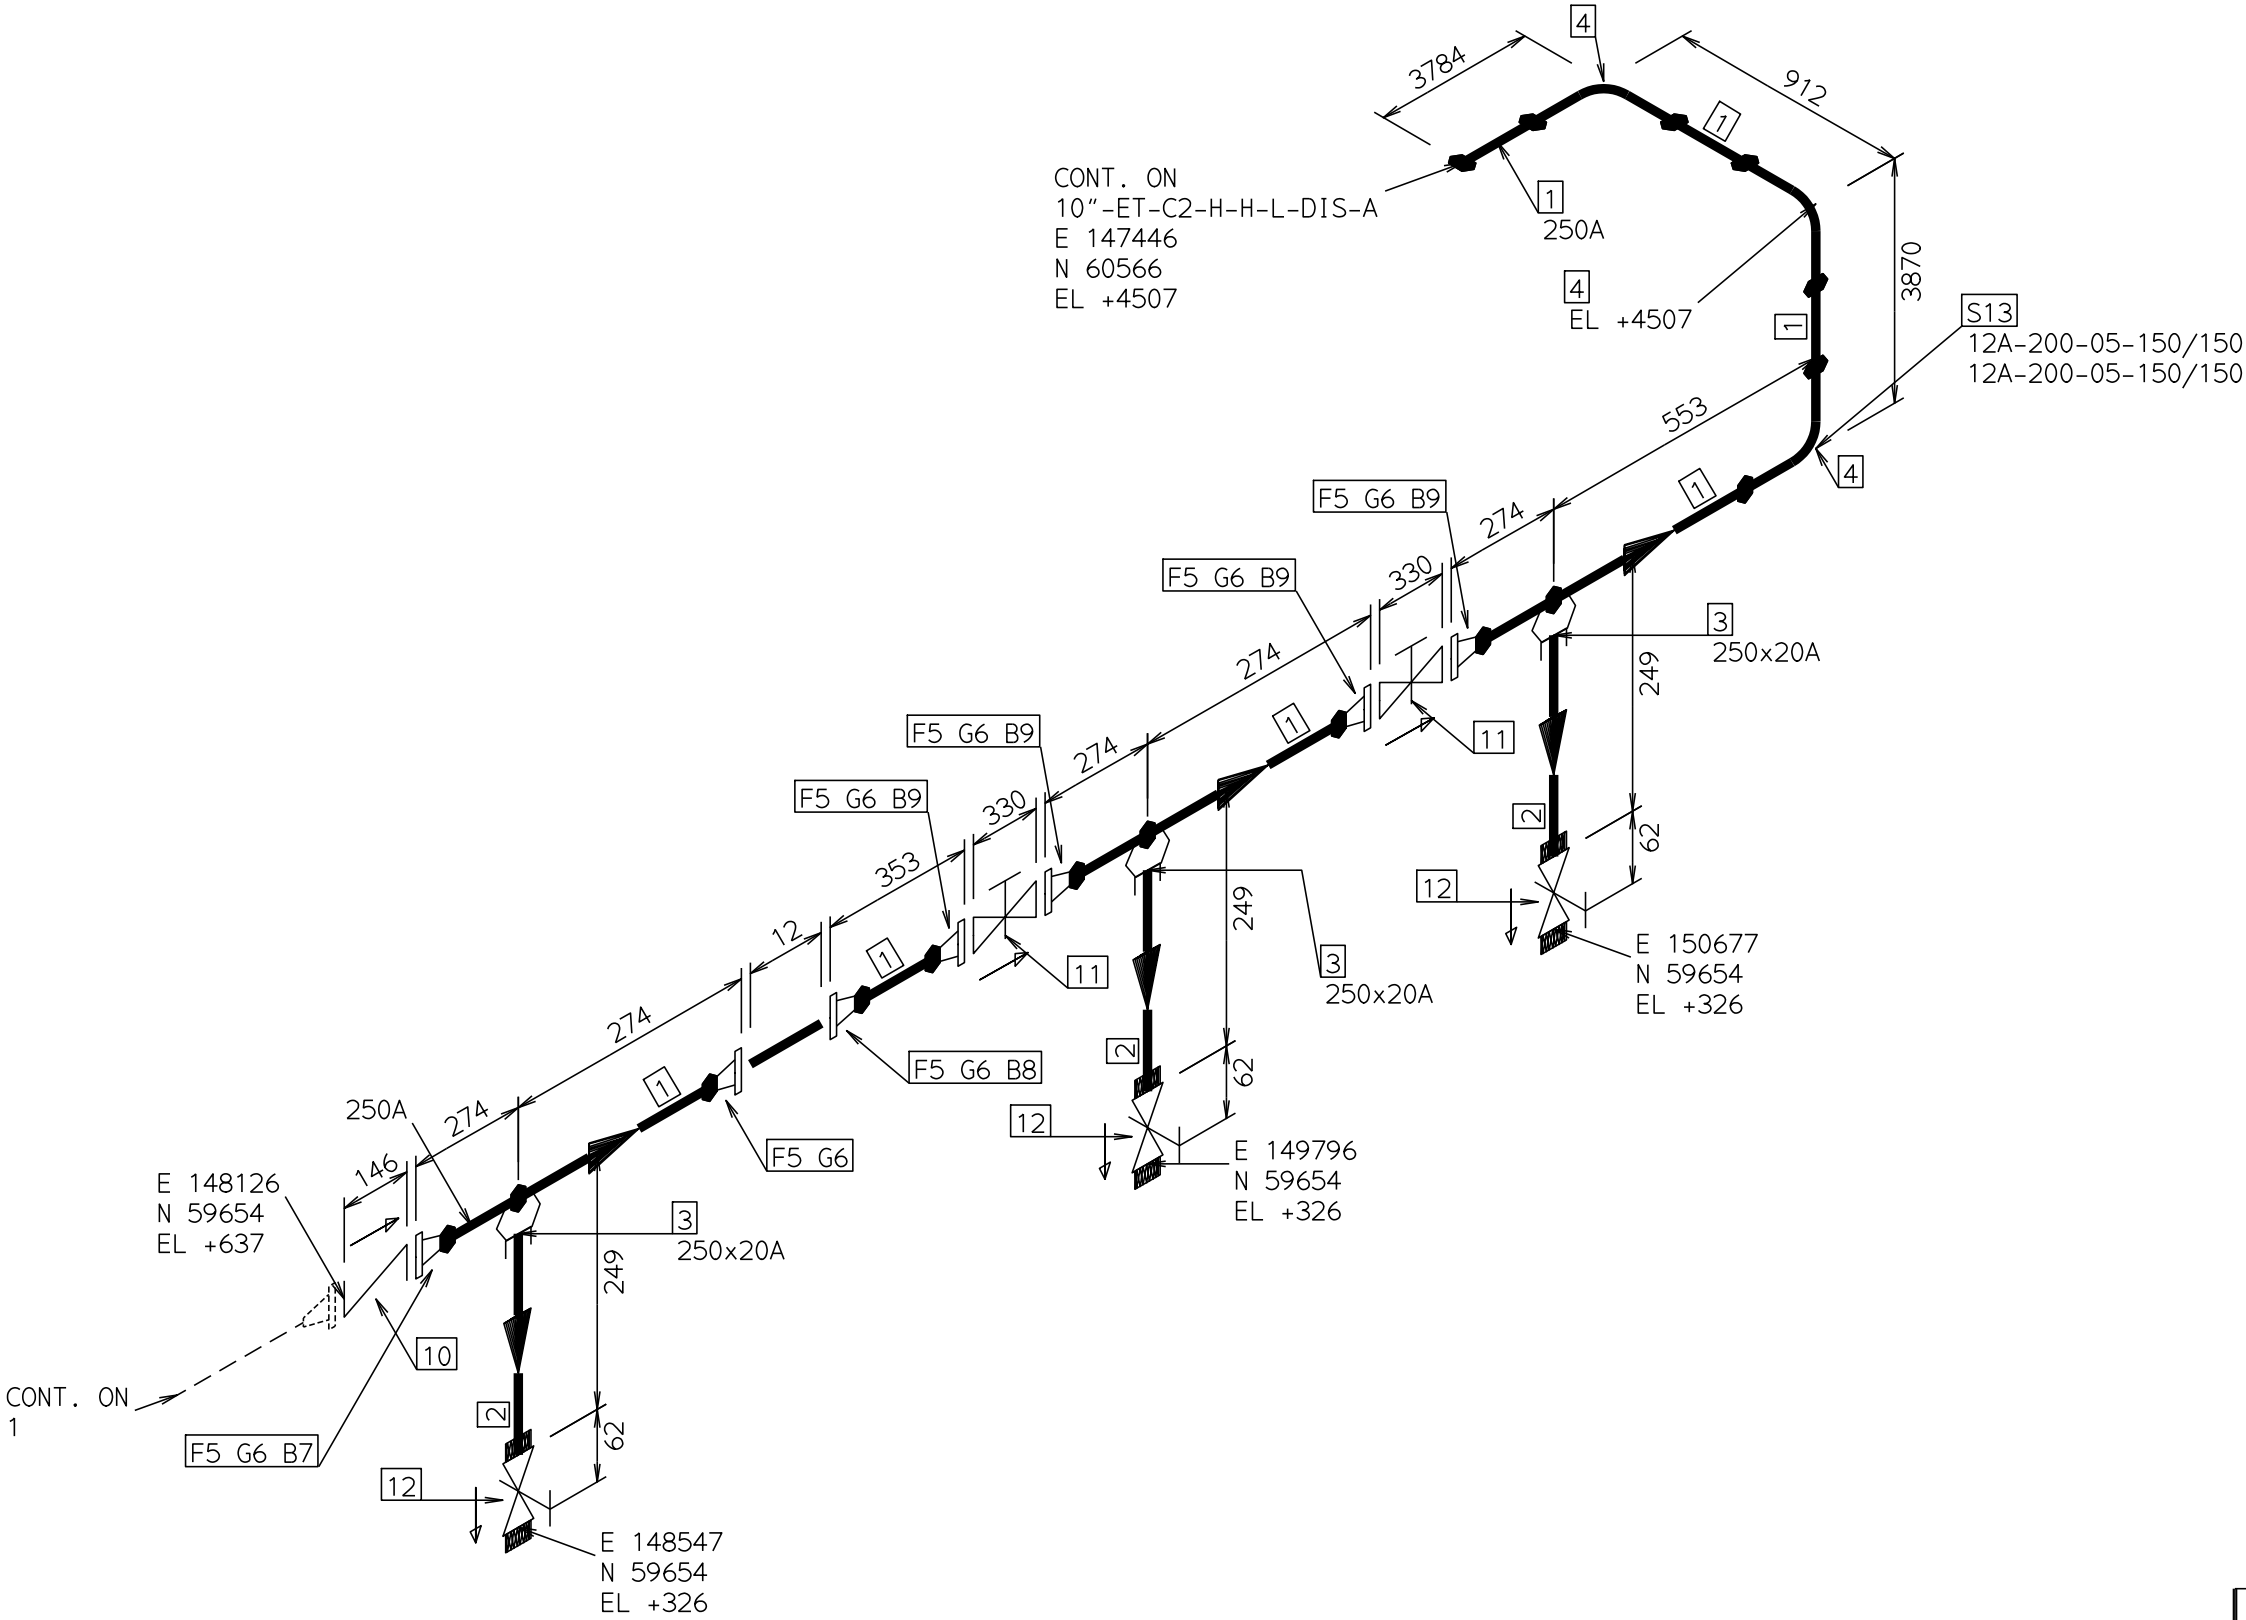 4
3784
912
1
CONT. ON
10"-ET-C2-H-H-L-DIS-A
E 147446
N 60566
EL +4507
1
250A
4
EL +4507
3870
1
S13
12A-200-05-150/150
12A-200-05-150/150
553
4
1
F5 G6 B9
274
F5 G6 B9
330
3
250x20A
249
274
1
11
F5 G6 B9
274
F5 G6 B9
330
2
62
12
E 150677
N 59654
EL +326
353
249
12
1
11
3
250x20A
274
2
62
F5 G6 B8
1
12
E 149796
N 59654
EL +326
F5 G6
250A
274
146
E 148126
N 59654
EL +637
3
250x20A
249
10
CONT. ON
1
2
62
F5 G6 B7
12
E 148547
N 59654
EL +326